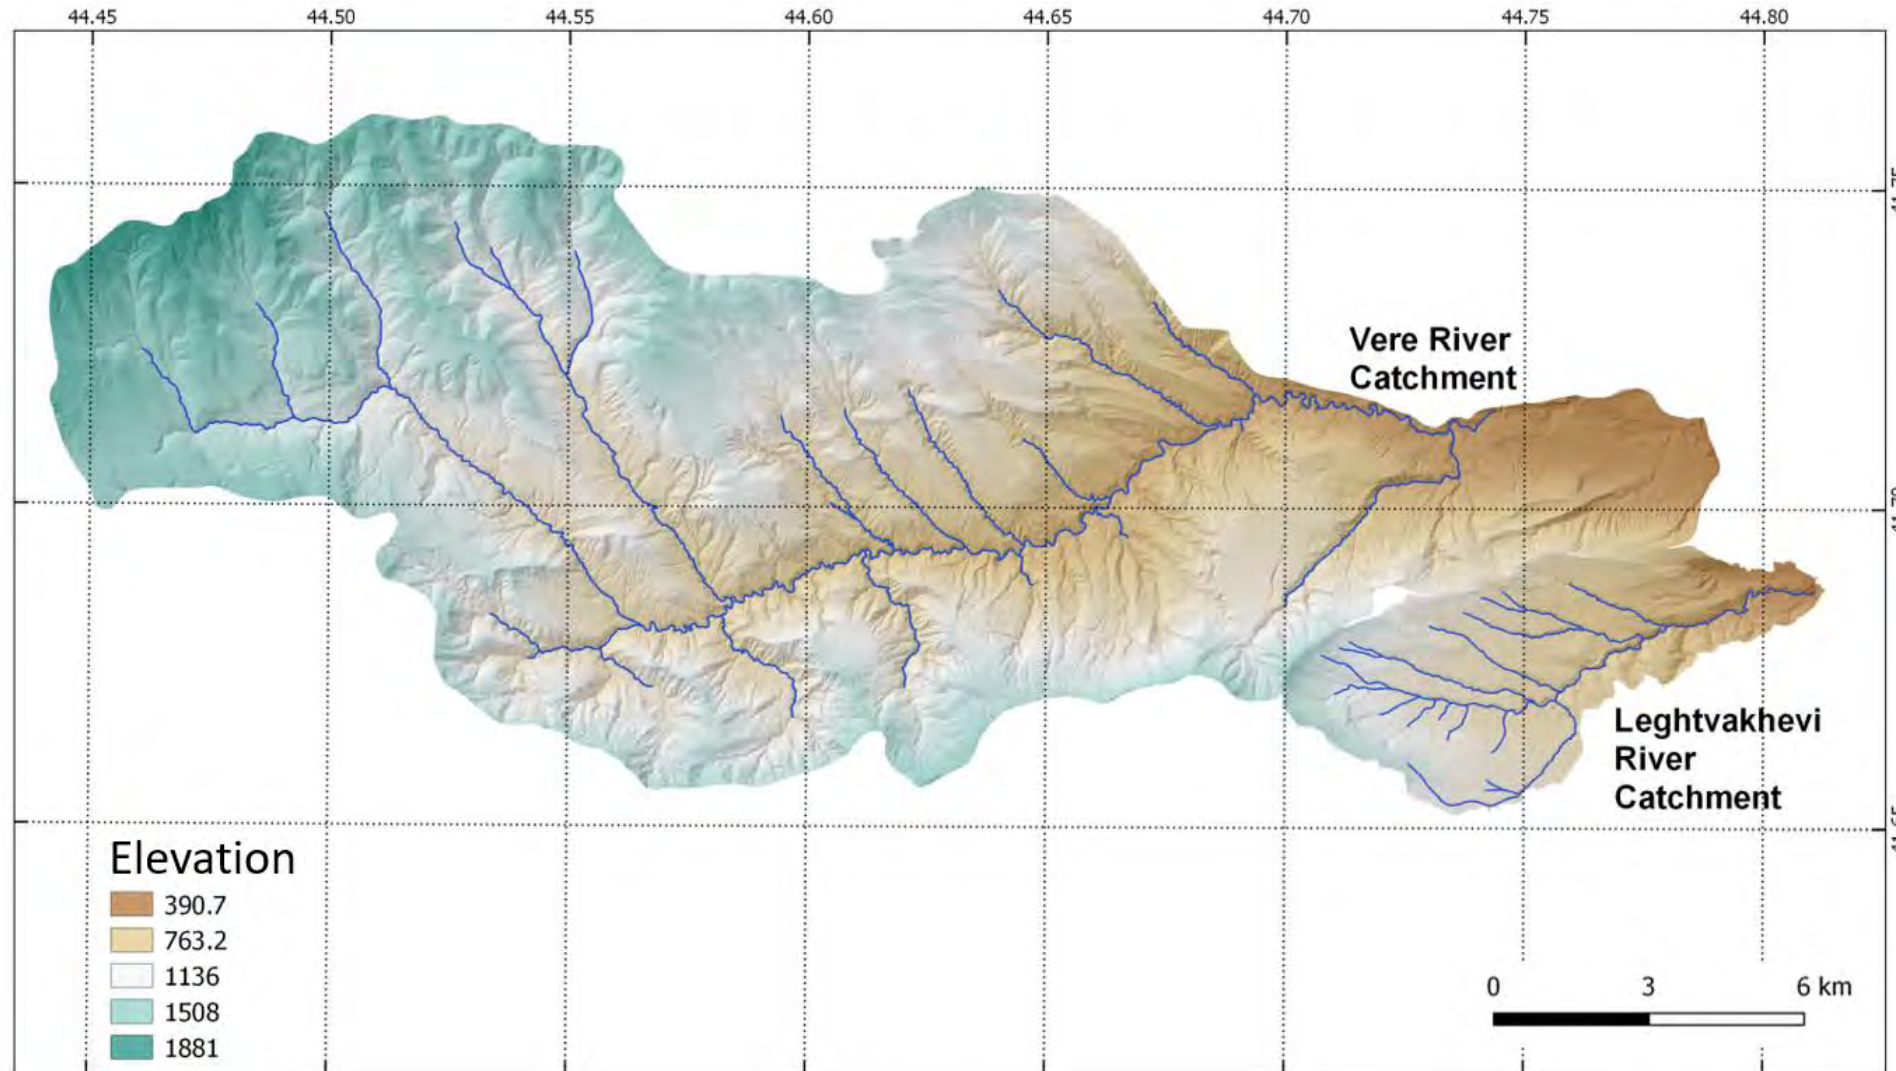 44.45 44.50 44.55 44.60 44.65 44.70 44.75 44.80
Vere River
Catchment
Leghtvakhevi
River
Catchment
Elevation
390.7
763.2
1136
1508
1881
0 3 6 km